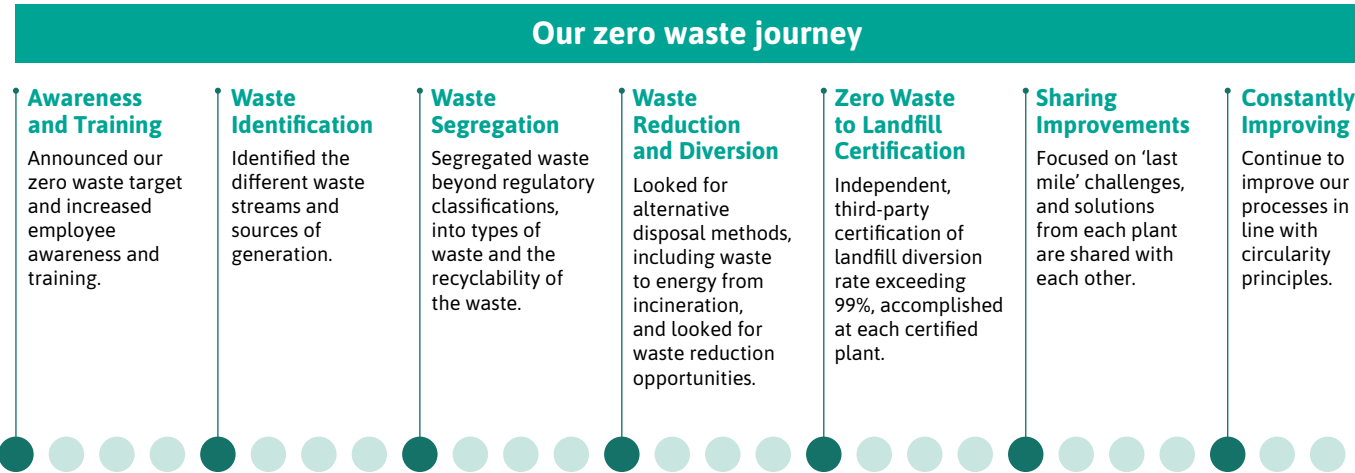 Our zero waste journey
Awareness
and Training
Announced our
zero waste target
and increased
employee
awareness and
training.
Waste
Identification
Identified the
different waste
streams and
sources of
generation.
Waste
Segregation
Segregated waste
beyond regulatory
classifications,
into types of
waste and the
recyclability of
the waste.
Waste
Reduction
and Diversion
Looked for
alternative
disposal methods,
including waste
to energy from
incineration,
and looked for
waste reduction
opportunities.
Zero Waste
to Landfill
Certification
Independent,
third-party
certification of
landfill diversion
rate exceeding
99%, accomplished
at each certified
plant.
Sharing
Improvements
Focused on ‘last
mile’ challenges,
and solutions
from each plant
are shared with
each other.
Constantly
Improving
Continue to
improve our
processes in
line with
circularity
principles.